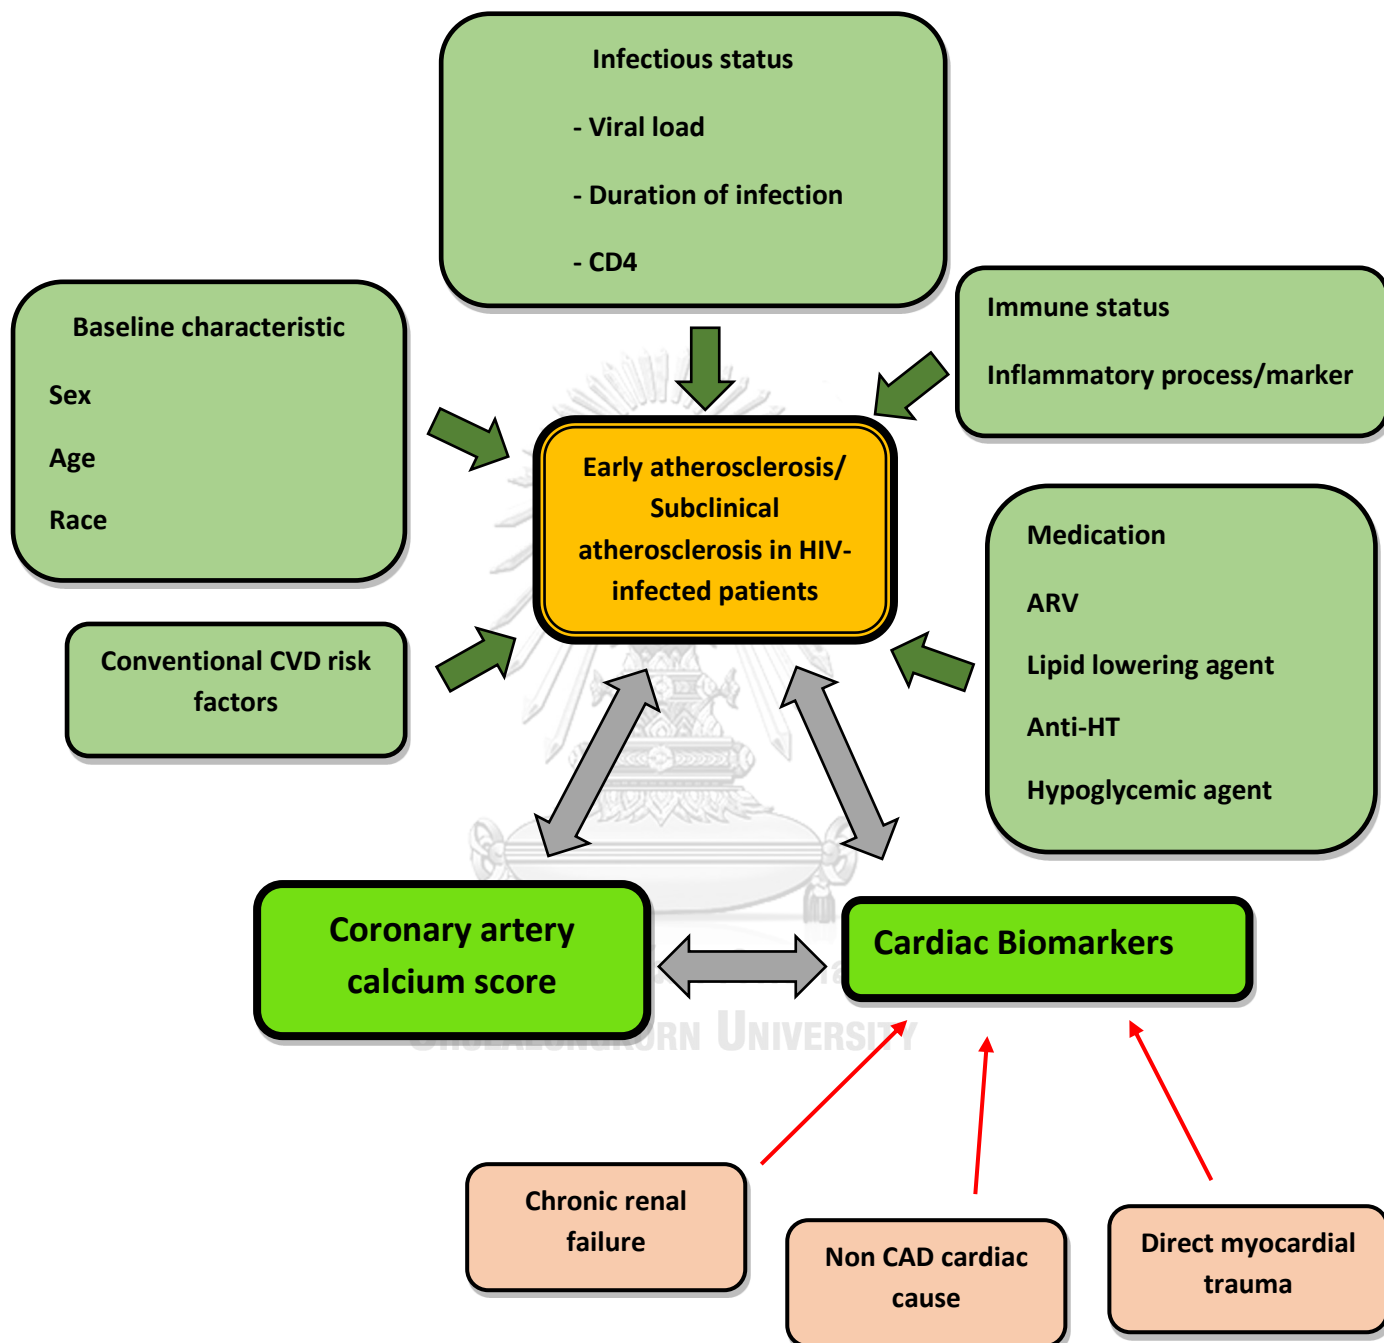 Infectious status
- Viral load
- Duration of infection
- CD4
Baseline characteristic
Sex
Age
Race
Immune status
Inflammatory process/marker
Early atherosclerosis/
Subclinical
atherosclerosis in HIV-
infected patients
Conventional CVD risk
factors
Medication
ARV
Lipid lowering agent
Anti-HT
Hypoglycemic agent
Coronary artery
calcium score
Cardiac Biomarkers
UNIVERSITY
Chronic renal
failure
Non CAD cardiac
cause
Direct myocardial
trauma